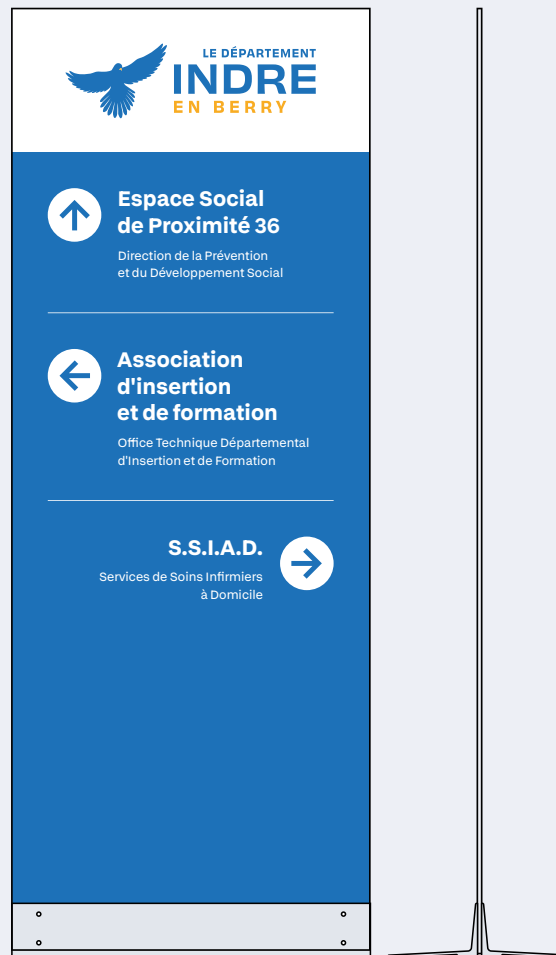 LE DÉPARTEMENT
INDRE
EN BERRY
Espace Social
de Proximité 36
Direction de la Prévention
et du Développement Social
Association
d'insertion
et de formation
Office Technique Départemental
d'Insertion et de Formation
S.S.I.A.D.
Services de Soins Infirmiers
à Domicile